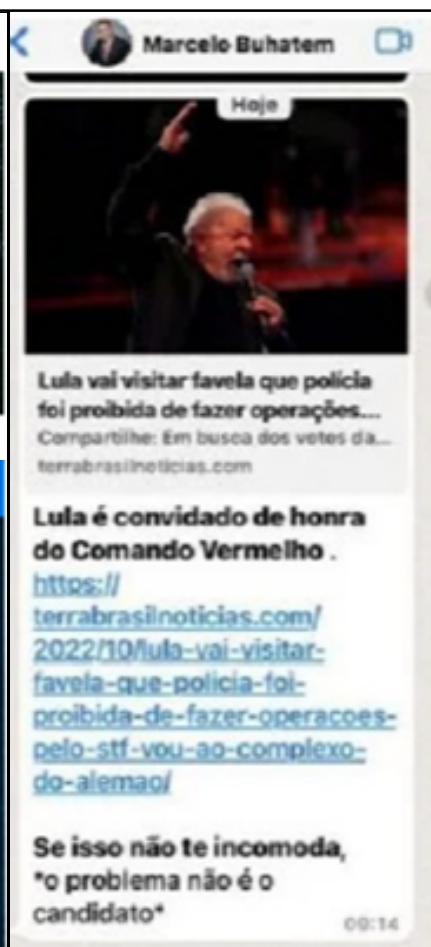 Marcelo Buhatem
Hoje
Lula vai visitar favela que polícia
foi proibida de fazer operações...
Compartilhe: Em busca dos votos da...
terrabrasilnoticias.com
Lula é convidado de honra
do Comando Vermelho .
https://
terrabrasilnoticias.com/
2022/10/lula-vai-visitar-
favela-que-policia-foi-
proibida-de-fazer-operacoes-
pelo-stf-vou-ao-complexo-
do-alemao/
Se isso não te incomoda,
*o problema não é o
candidato*
09:14